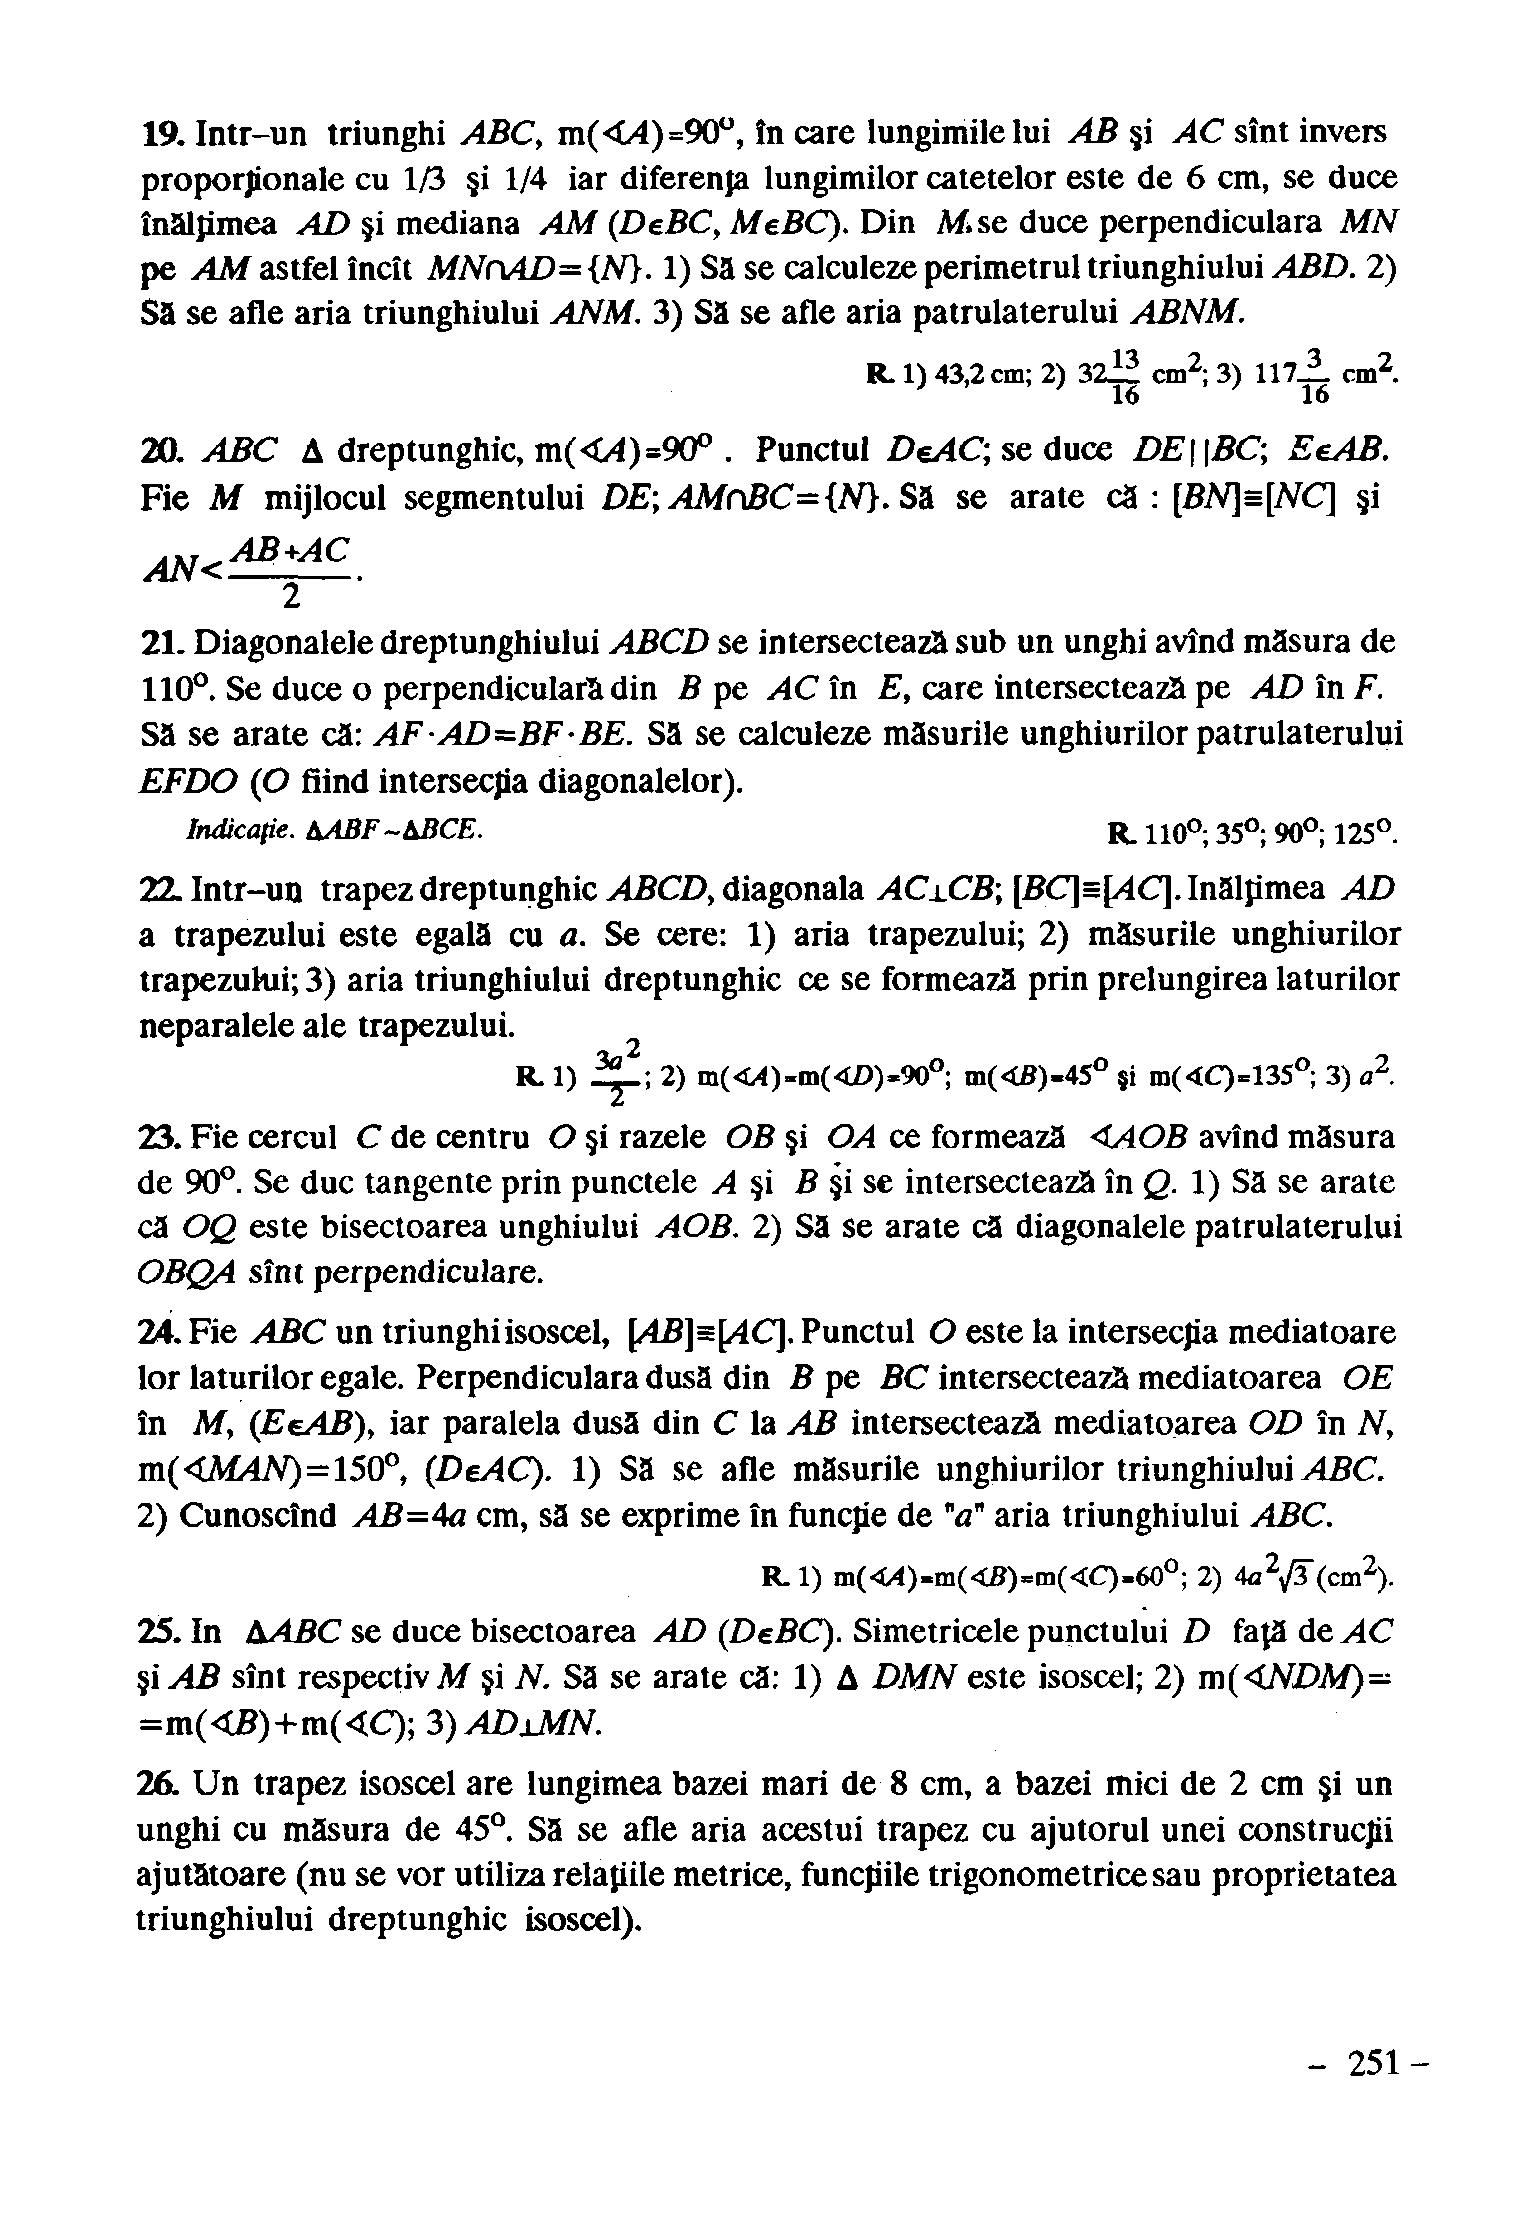 19. Intr-un triunghi ABC, m(∢A)=90°, în care lungimile lui AB şi AC sînt invers
proporţionale cu 1/3 şi 1/4 iar diferenţa lungimilor catetelor este de 6 cm, se duce
înălţimea AD şi mediana AM (D∈BC, M∈BC). Din M se duce perpendiculara MN
pe AM astfel încît MN∩AD={N}. 1) Să se calculeze perimetrul triunghiului ABD. 2)
Să se afle aria triunghiului ANM. 3) Să se afle aria patrulaterului ABNM.
R. 1) 43,2 cm; 2) 32 13/16 cm²; 3) 117 3/16 cm².
20. ABC Δ dreptunghic, m(∢A)=90° . Punctul D∈AC; se duce DE||BC; E∈AB.
Fie M mijlocul segmentului DE; AM∩BC={N}. Să se arate că : [BN]≡[NC] şi
AN<(AB+AC)/2.
21. Diagonalele dreptunghiului ABCD se intersectează sub un unghi avînd măsura de
110°. Se duce o perpendiculară din B pe AC în E, care intersectează pe AD în F.
Să se arate că: AF·AD=BF·BE. Să se calculeze măsurile unghiurilor patrulaterului
EFDO (O fiind intersecţia diagonalelor).
Indicaţie. ΔABF~ΔBCE. R. 110°; 35°; 90°; 125°.
22. Intr-un trapez dreptunghic ABCD, diagonala AC⊥CB; [BC]≡[AC]. Inălţimea AD
a trapezului este egală cu a. Se cere: 1) aria trapezului; 2) măsurile unghiurilor
trapezului; 3) aria triunghiului dreptunghic ce se formează prin prelungirea laturilor
neparalele ale trapezului.
R. 1) 3a²/2; 2) m(∢A)=m(∢D)=90°; m(∢B)=45° şi m(∢C)=135°; 3) a².
23. Fie cercul C de centru O şi razele OB şi OA ce formează ∢AOB avînd măsura
de 90°. Se duc tangente prin punctele A şi B şi se intersectează în Q. 1) Să se arate
că OQ este bisectoarea unghiului AOB. 2) Să se arate că diagonalele patrulaterului
OBQA sînt perpendiculare.
24. Fie ABC un triunghi isoscel, [AB]≡[AC]. Punctul O este la intersecţia mediatoare
lor laturilor egale. Perpendiculara dusă din B pe BC intersectează mediatoarea OE
în M, (E∈AB), iar paralela dusă din C la AB intersectează mediatoarea OD în N,
m(∢MAN)=150°, (D∈AC). 1) Să se afle măsurile unghiurilor triunghiului ABC.
2) Cunoscînd AB=4a cm, să se exprime în funcţie de "a" aria triunghiului ABC.
R. 1) m(∢A)=m(∢B)=m(∢C)=60°; 2) 4a²√3 (cm²).
25. In ΔABC se duce bisectoarea AD (D∈BC). Simetricele punctului D faţă de AC
şi AB sînt respectiv M şi N. Să se arate că: 1) Δ DMN este isoscel; 2) m(∢NDM)=
=m(∢B)+m(∢C); 3) AD⊥MN.
26. Un trapez isoscel are lungimea bazei mari de 8 cm, a bazei mici de 2 cm şi un
unghi cu măsura de 45°. Să se afle aria acestui trapez cu ajutorul unei construcţii
ajutătoare (nu se vor utiliza relaţiile metrice, funcţiile trigonometrice sau proprietatea
triunghiului dreptunghic isoscel).
- 251 -